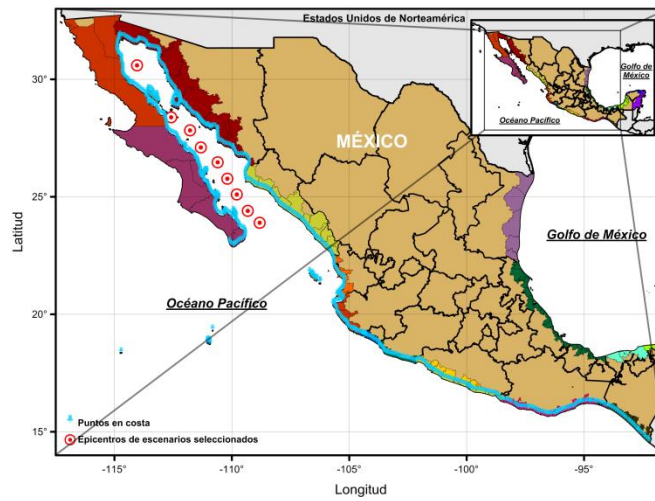 Estados Unidos de Norteamérica
Golfo de
México
Océano Pacífico
MÉXICO
Golfo de México
Océano Pacífico
Puntos en costa
Epicentros de escenarios seleccionados
Latitud
30°
25°
20°
15°
-115°
-110°
-105°
-100°
-95°
Longitud